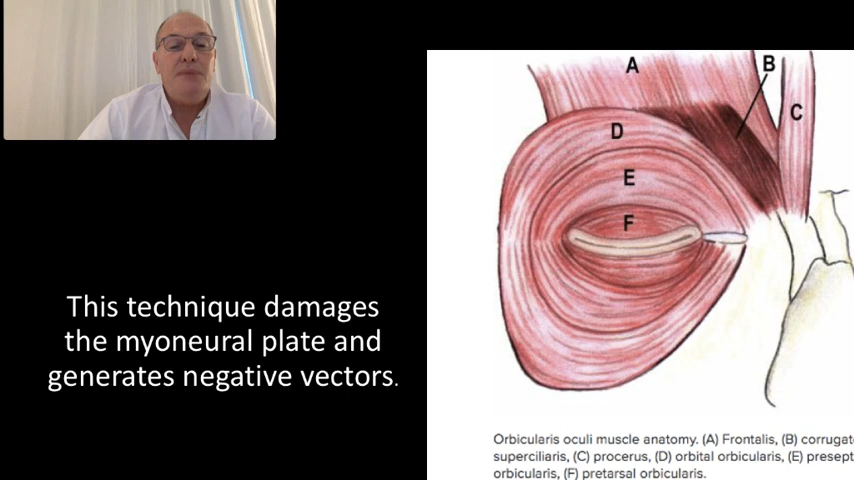 This technique damages
the myoneural plate and
generates negative vectors.
A
B
C
D
E
F
Orbicularis oculi muscle anatomy. (A) Frontalis, (B) corrugat
superciliaris, (C) procerus, (D) orbital orbicularis, (E) presept
orbicularis, (F) pretarsal orbicularis.